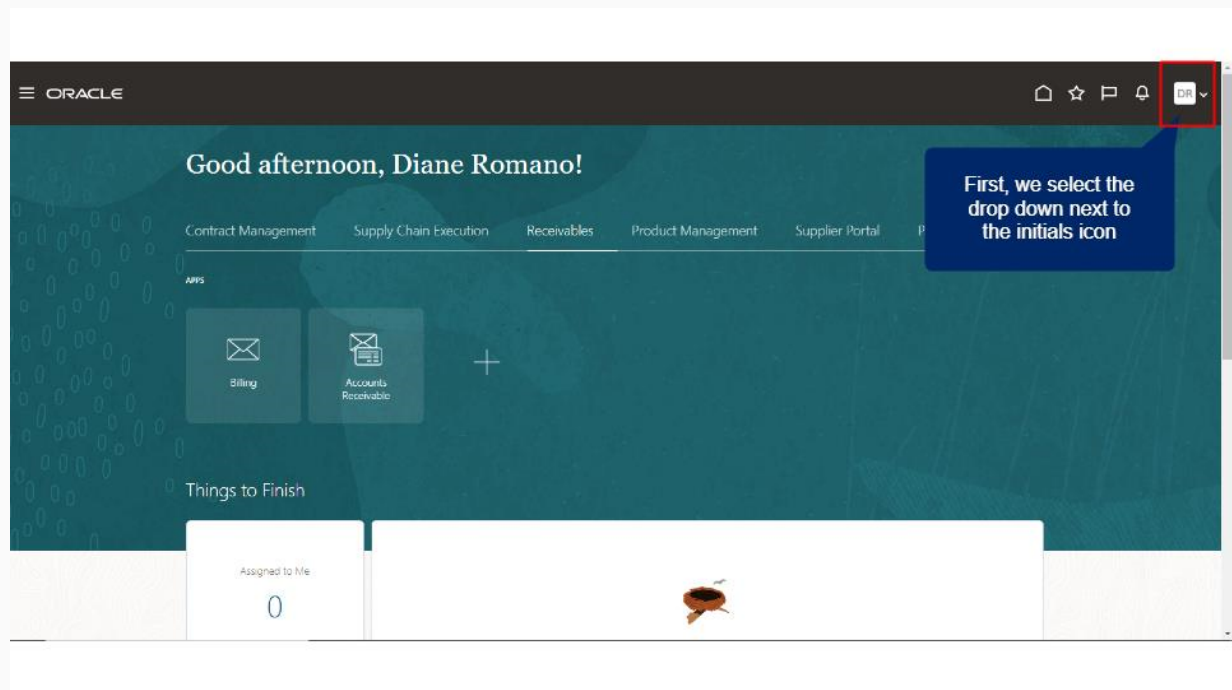 ORACLE
DR
Good afternoon, Diane Romano!
First, we select the
drop down next to
the initials icon
Contract Management Supply Chain Execution Receivables Product Management Supplier Portal P
APPS
Billing
Accounts
Receivable
Things to Finish
Assigned to Me
0